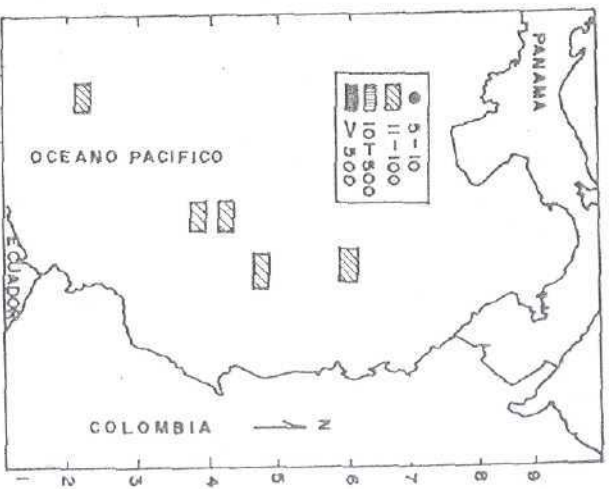 PANAMA
5-10
11-100
101-500
> 500
OCEANO PACIFICO
ECUADOR
COLOMBIA
N
1
2
3
4
5
6
7
8
9